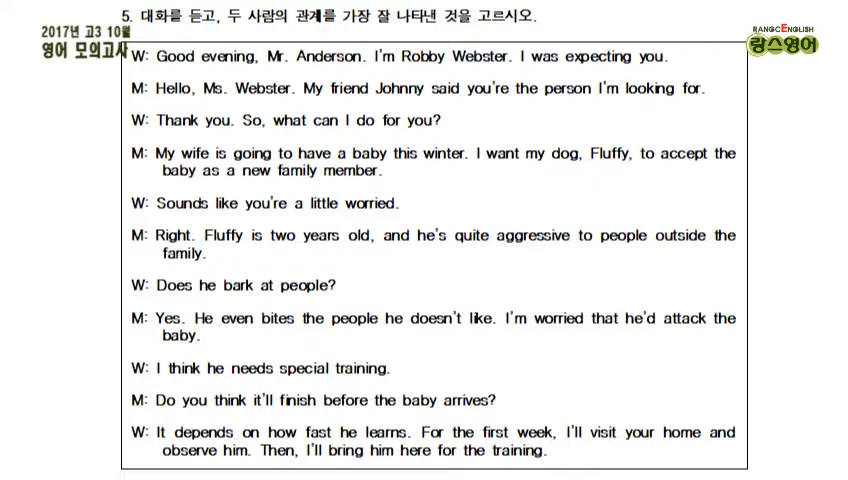 5. 대화를 듣고, 두 사람의 관계를 가장 잘 나타낸 것을 고르시오.
2017년 고3 10월
영어 모의고사
RANGCENGLISH
랑스영어
W: Good evening, Mr. Anderson. I'm Robby Webster. I was expecting you.
M: Hello, Ms. Webster. My friend Johnny said you're the person I'm looking for.
W: Thank you. So, what can I do for you?
M: My wife is going to have a baby this winter. I want my dog, Fluffy, to accept the
baby as a new family member.
W: Sounds like you're a little worried.
M: Right. Fluffy is two years old, and he's quite aggressive to people outside the
family.
W: Does he bark at people?
M: Yes. He even bites the people he doesn't like. I'm worried that he'd attack the
baby.
W: I think he needs special training.
M: Do you think it'll finish before the baby arrives?
W: It depends on how fast he learns. For the first week, I'll visit your home and
observe him. Then, I'll bring him here for the training.